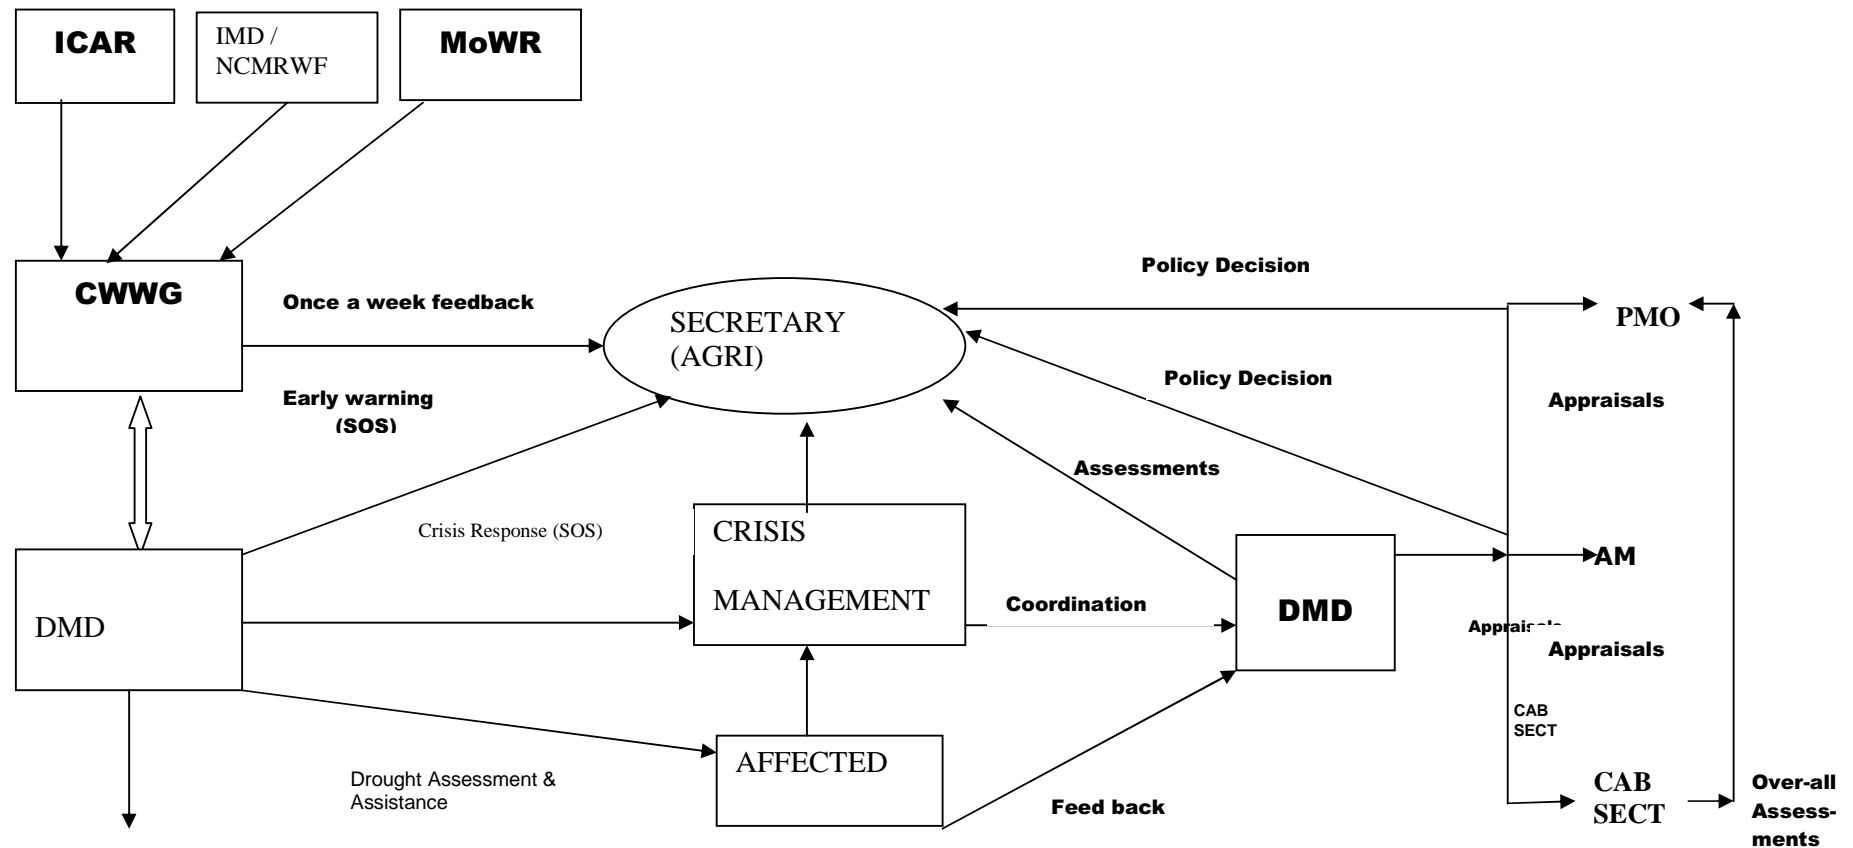 ICAR
IMD /
NCMRWF
MoWR
CWWG
Once a week feedback
SECRETARY
(AGRI)
Policy Decision
PMO
Early warning
(SOS)
Policy Decision
Appraisals
Assessments
Crisis Response (SOS)
CRISIS
MANAGEMENT
Coordination
DMD
DMD
AM
Appraisals
Appraisals
CAB
SECT
AFFECTED
Drought Assessment &
Assistance
Feed back
CAB
SECT
Over-all
Assess-
ments